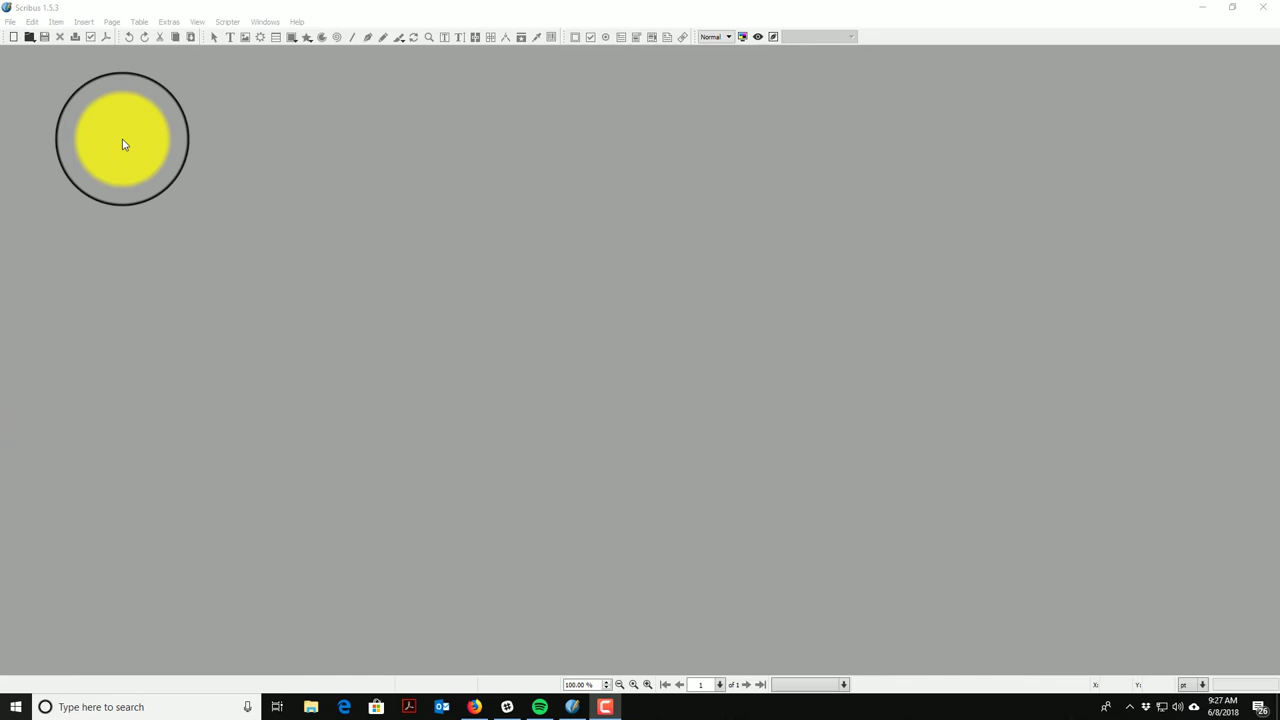 Scribus 1.5.3
File Edit Item Insert Page Table Extras View Scripter Windows Help
Normal
100.00 % 1 of 1 X: Y: pt
Type here to search
9:27 AM
6/8/2018
26